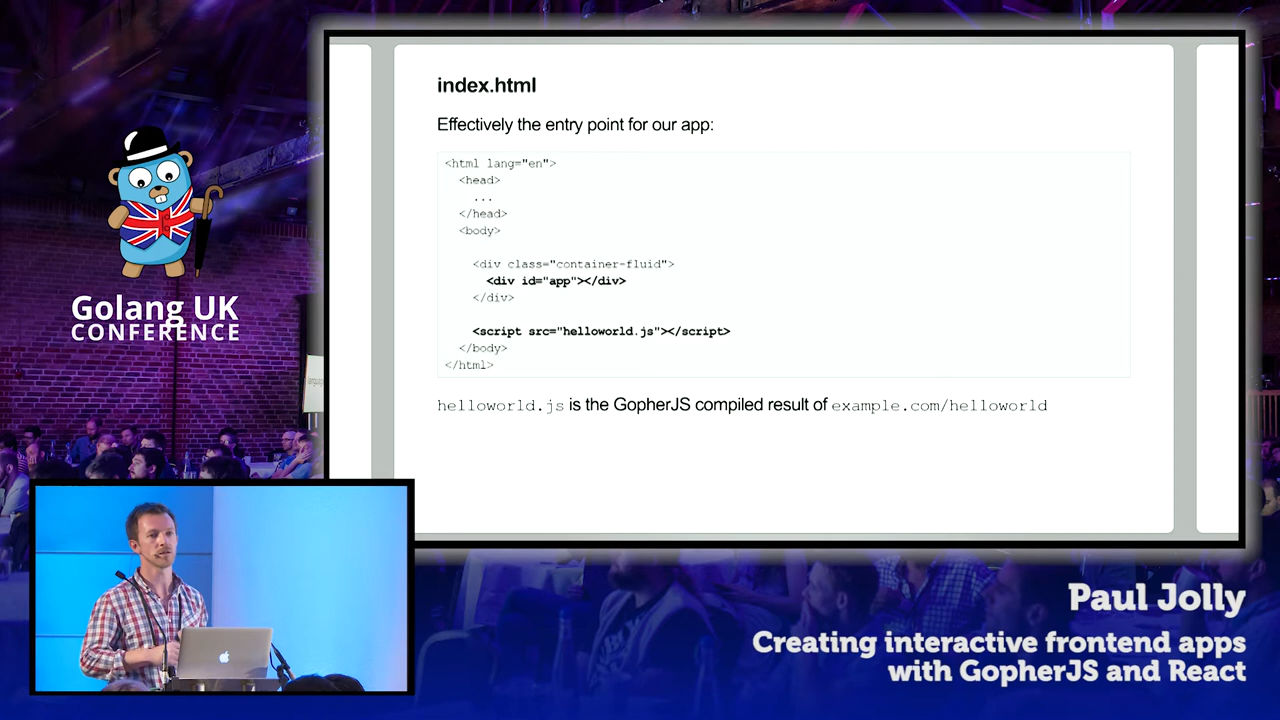 Golang UK
CONFERENCE
index.html
Effectively the entry point for our app:
<html lang="en">
<head>
...
</head>
<body>
<div class="container-fluid">
<div id="app"></div>
</div>
<script src="helloworld.js"></script>
</body>
</html>
helloworld.js is the GopherJS compiled result of example.com/helloworld
Paul Jolly
Creating interactive frontend apps
with GopherJS and React